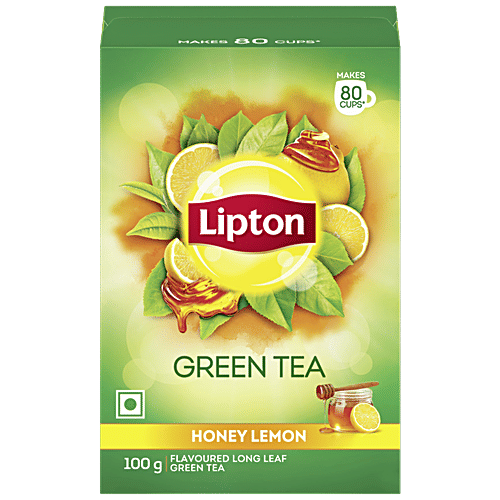 MAKES 80 CUPS*
MAKES
80
CUPS*
Lipton
GREEN TEA
HONEY LEMON
100 g
FLAVOURED LONG LEAF
GREEN TEA